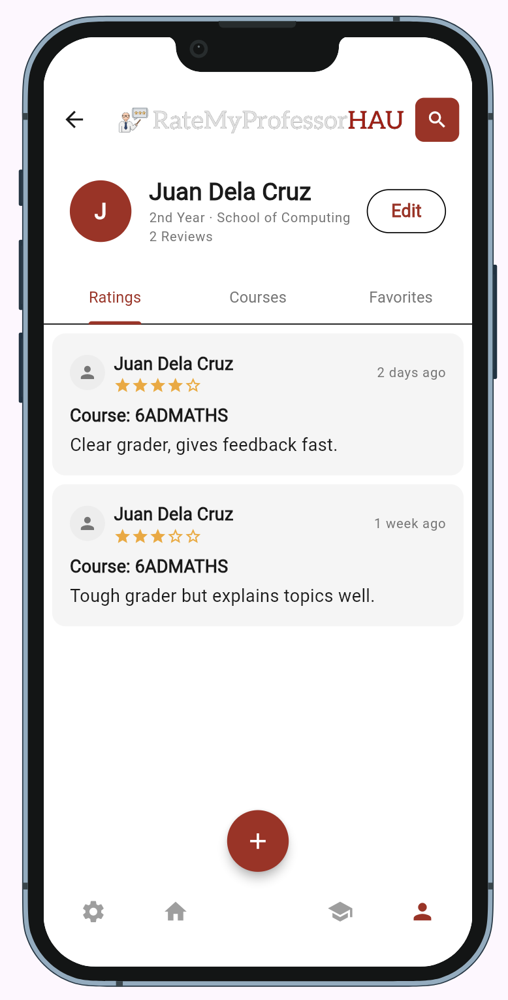 RateMyProfessorHAU
J
Juan Dela Cruz
2nd Year · School of Computing
2 Reviews
Edit
Ratings
Courses
Favorites
Juan Dela Cruz
2 days ago
Course: 6ADMATHS
Clear grader, gives feedback fast.
Juan Dela Cruz
1 week ago
Course: 6ADMATHS
Tough grader but explains topics well.